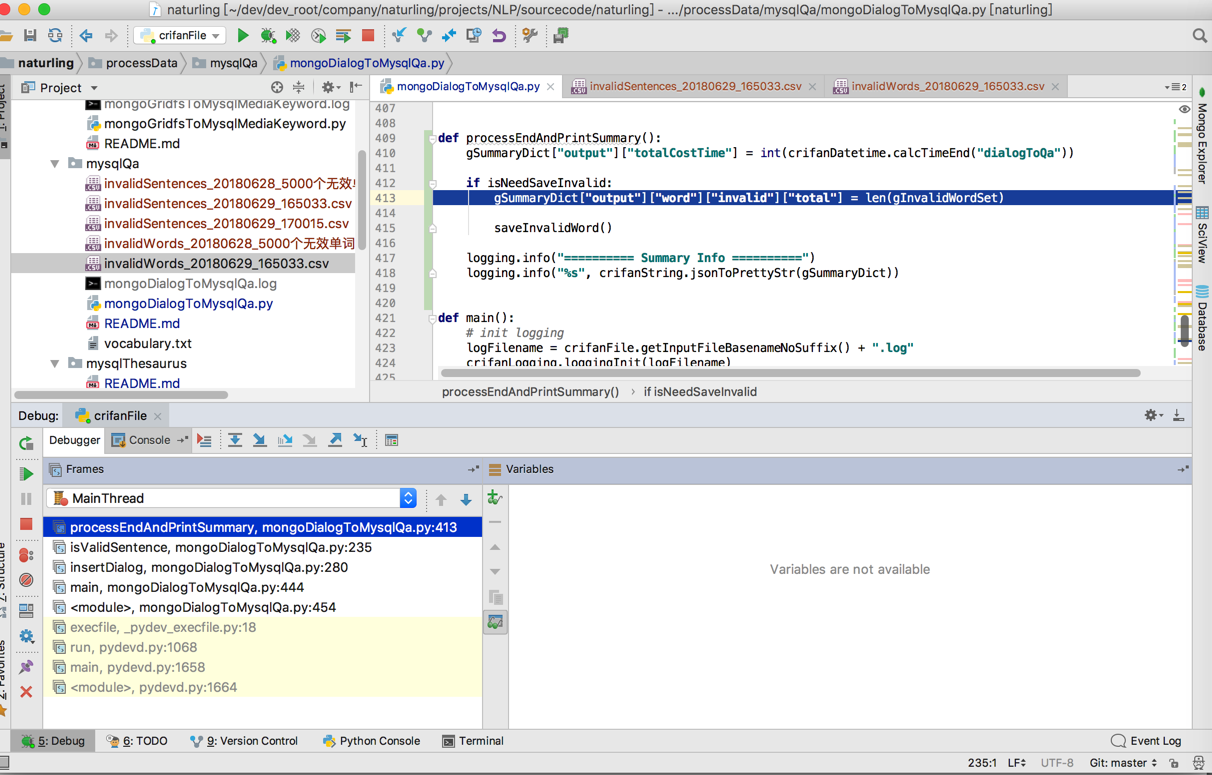 naturling [~/dev/dev_root/company/naturling/projects/NLP/sourcecode/naturling] - .../processData/mysqlQa/mongoDialogToMysqlQa.py [naturling]
crifanFile
naturling processData mysqlQa mongoDialogToMysqlQa.py
Project
mongoDialogToMysqlQa.py invalidSentences_20180629_165033.csv invalidWords_20180629_165033.csv 2
1: Project
mongoGridfsToMysqlMediaKeyword.log
mongoGridfsToMysqlMediaKeyword.py
README.md
mysqlQa
invalidSentences_20180628_5000个无效单
invalidSentences_20180629_165033.csv
invalidSentences_20180629_170015.csv
invalidWords_20180628_5000个无效单词
invalidWords_20180629_165033.csv
mongoDialogToMysqlQa.log
mongoDialogToMysqlQa.py
README.md
vocabulary.txt
mysqlThesaurus
README.md
407
408
409 def processEndAndPrintSummary():
410 gSummaryDict["output"]["totalCostTime"] = int(crifanDatetime.calcTimeEnd("dialogToQa"))
411
412 if isNeedSaveInvalid:
413 gSummaryDict["output"]["word"]["invalid"]["total"] = len(gInvalidWordSet)
414
415 saveInvalidWord()
416
417 logging.info("========== Summary Info ==========")
418 logging.info("%s", crifanString.jsonToPrettyStr(gSummaryDict))
419
420
421 def main():
422 # init logging
423 logFilename = crifanFile.getInputFileBasenameNoSuffix() + ".log"
424 crifanLogging.loggingInit(logFilename)
425
processEndAndPrintSummary() › if isNeedSaveInvalid
Mongo Explorer
SciView
Database
Debug: crifanFile
Debugger Console
Frames
Variables
MainThread
processEndAndPrintSummary, mongoDialogToMysqlQa.py:413
isValidSentence, mongoDialogToMysqlQa.py:235
insertDialog, mongoDialogToMysqlQa.py:280
main, mongoDialogToMysqlQa.py:444
<module>, mongoDialogToMysqlQa.py:454
execfile, _pydev_execfile.py:18
run, pydevd.py:1068
main, pydevd.py:1658
<module>, pydevd.py:1664
Variables are not available
Z: Structure
2: Favorites
5: Debug 6: TODO 9: Version Control Python Console Terminal Event Log
235:1 LF UTF-8 Git: master